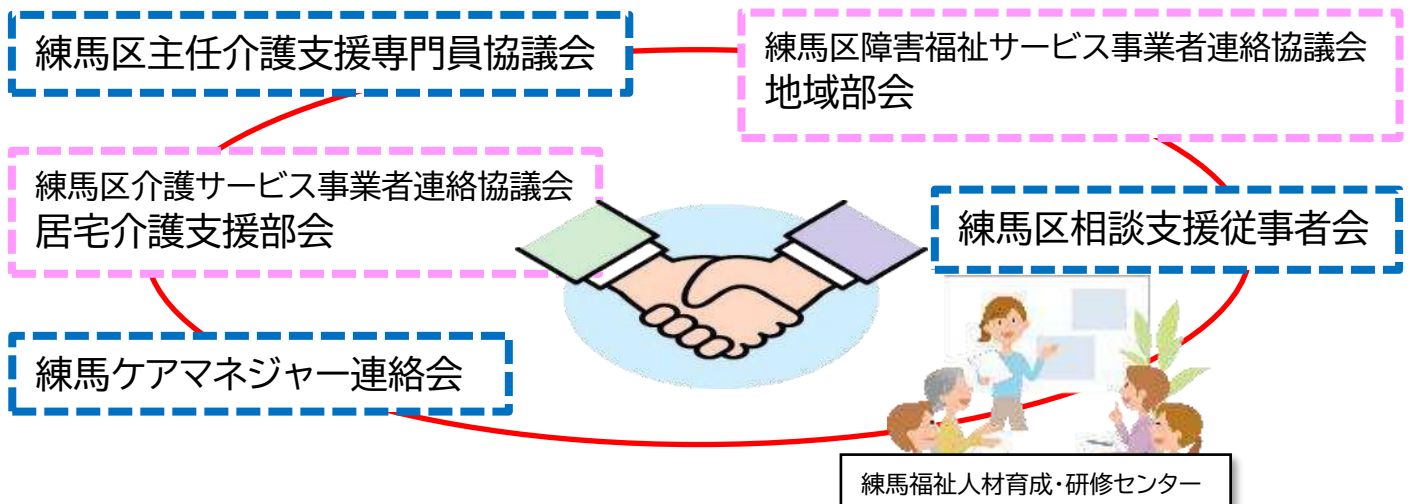 練馬区主任介護支援専門員協議会
練馬区障害福祉サービス事業者連絡協議会
地域部会
練馬区介護サービス事業者連絡協議会
居宅介護支援部会
練馬区相談支援従事者会
練馬ケアマネジャー連絡会
練馬福祉人材育成・研修センター